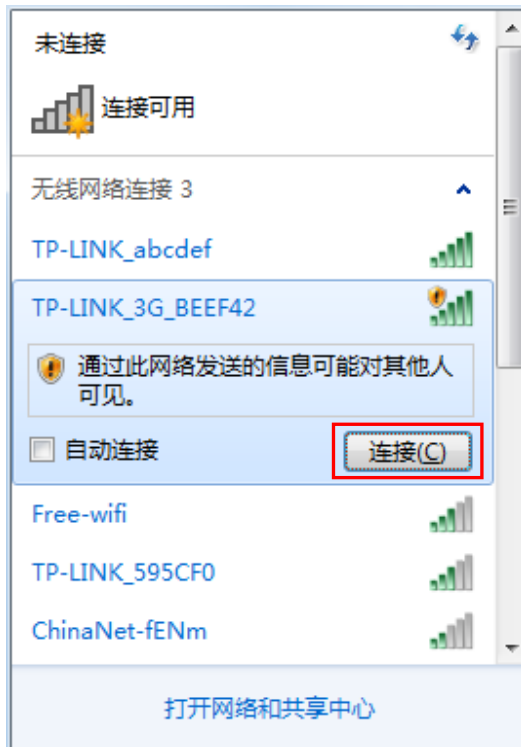 未连接
连接可用
无线网络连接 3
TP-LINK_abcdef
TP-LINK_3G_BEEF42
通过此网络发送的信息可能对其他人
可见。
自动连接
连接(C)
Free-wifi
TP-LINK_595CF0
ChinaNet-fENm
打开网络和共享中心